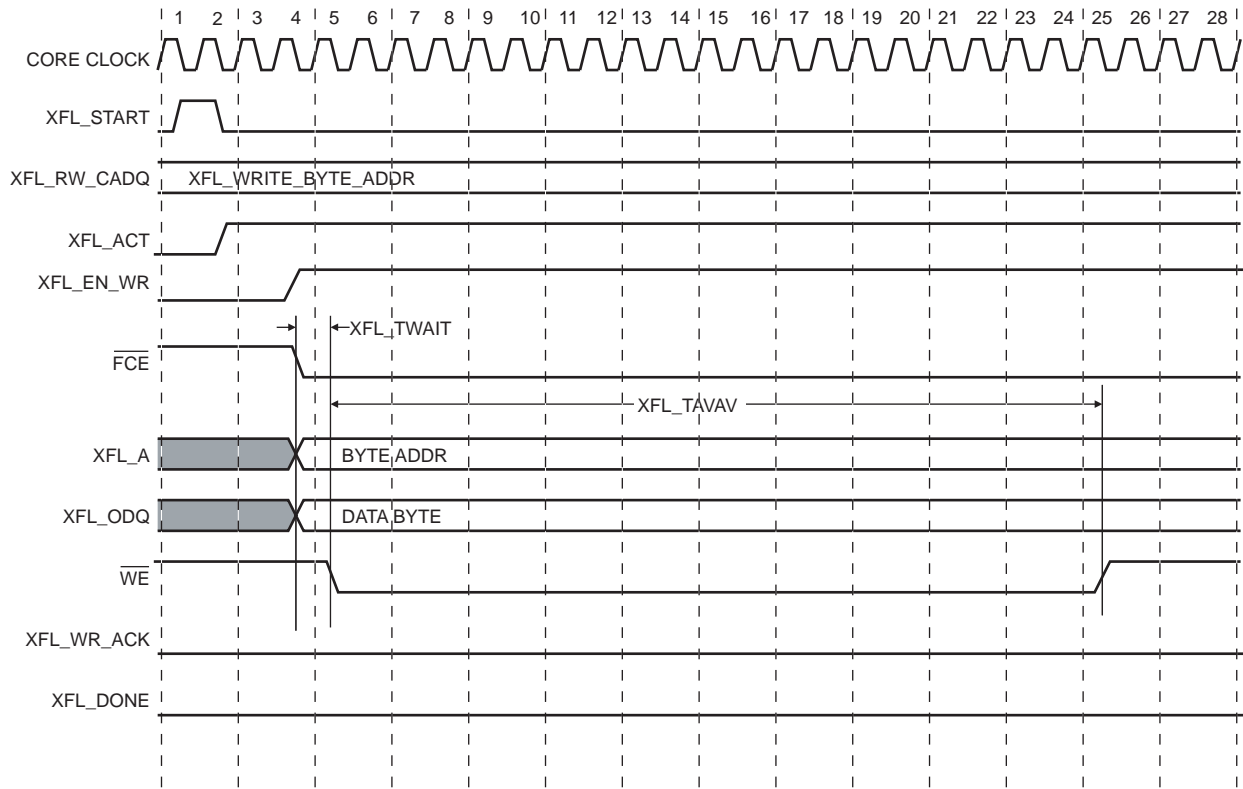 1 2 3 4 5 6 7 8 9 10 11 12 13 14 15 16 17 18 19 20 21 22 23 24 25 26 27 28
CORE CLOCK
XFL_START
XFL_RW_CADQ XFL_WRITE_BYTE_ADDR
XFL_ACT
XFL_EN_WR
XFL_TWAIT
FCE
XFL_TAVAV
XFL_A BYTE ADDR
XFL_ODQ DATA BYTE
WE
XFL_WR_ACK
XFL_DONE